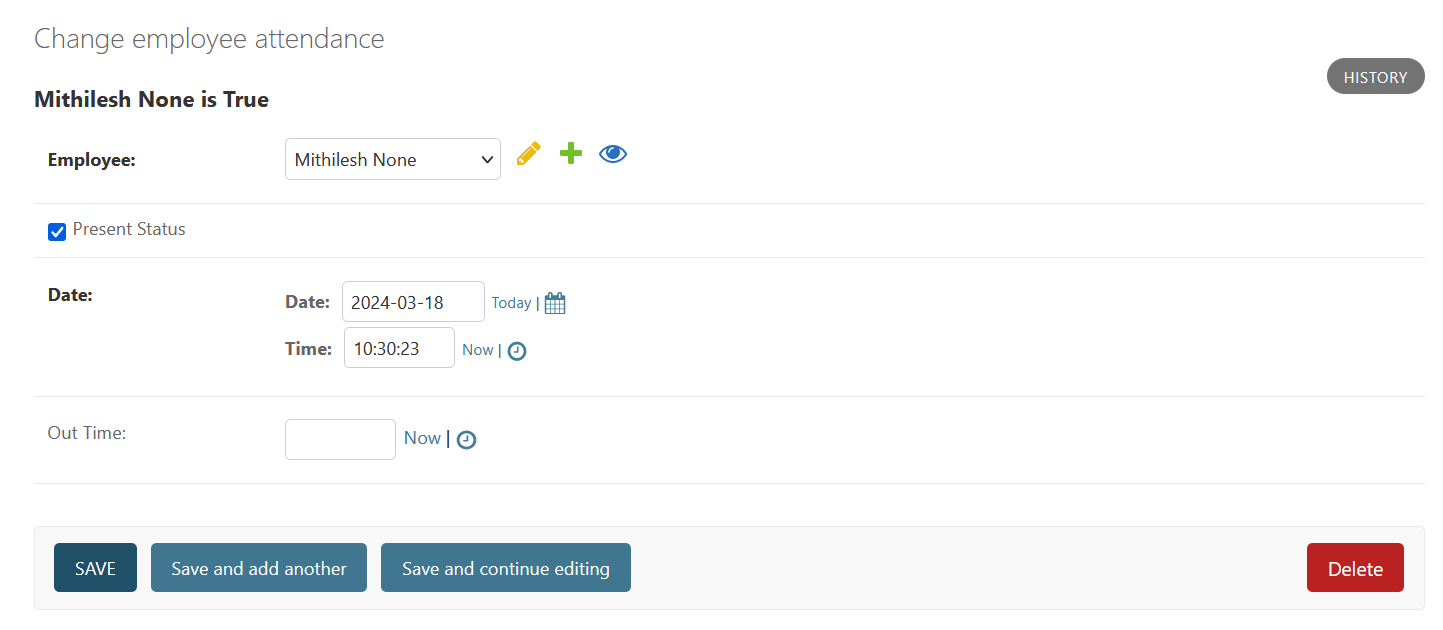 Change employee attendance
HISTORY
Mithilesh None is True
Employee: Mithilesh None
Present Status
Date: Date: 2024-03-18 Today |
Time: 10:30:23 Now |
Out Time: Now |
SAVE Save and add another Save and continue editing Delete